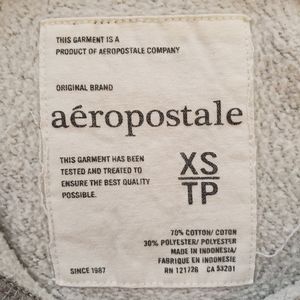 THIS GARMENT IS A
PRODUCT OF AEROPOSTALE COMPANY
ORIGINAL BRAND
aéropostale
THIS GARMENT HAS BEEN
TESTED AND TREATED TO
ENSURE THE BEST QUALITY
POSSIBLE.
XS
TP
70% COTTON/ COTON
30% POLYESTER/ POLYESTER
MADE IN INDONESIA/
FABRIQUE EN INDONESIE
SINCE 1987
RN 121726 CA 53201